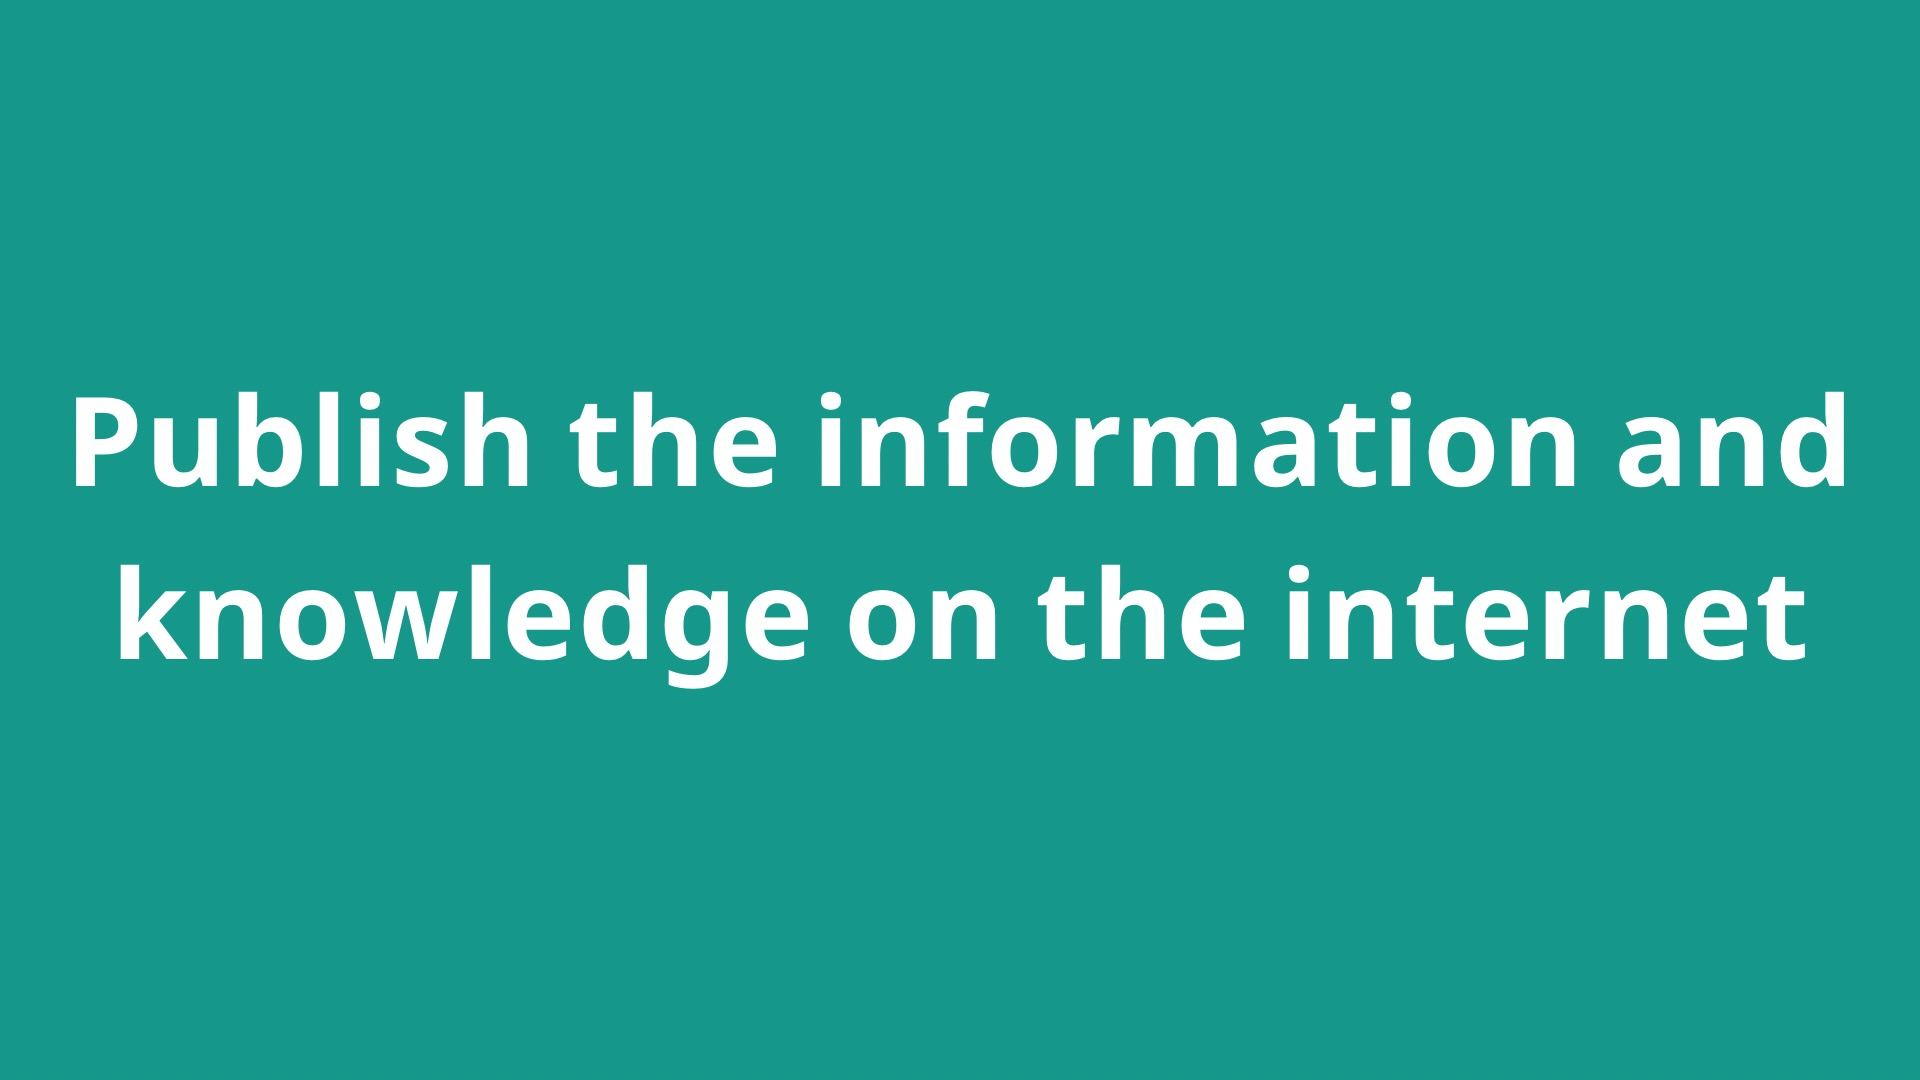 Publish the information and
knowledge on the internet